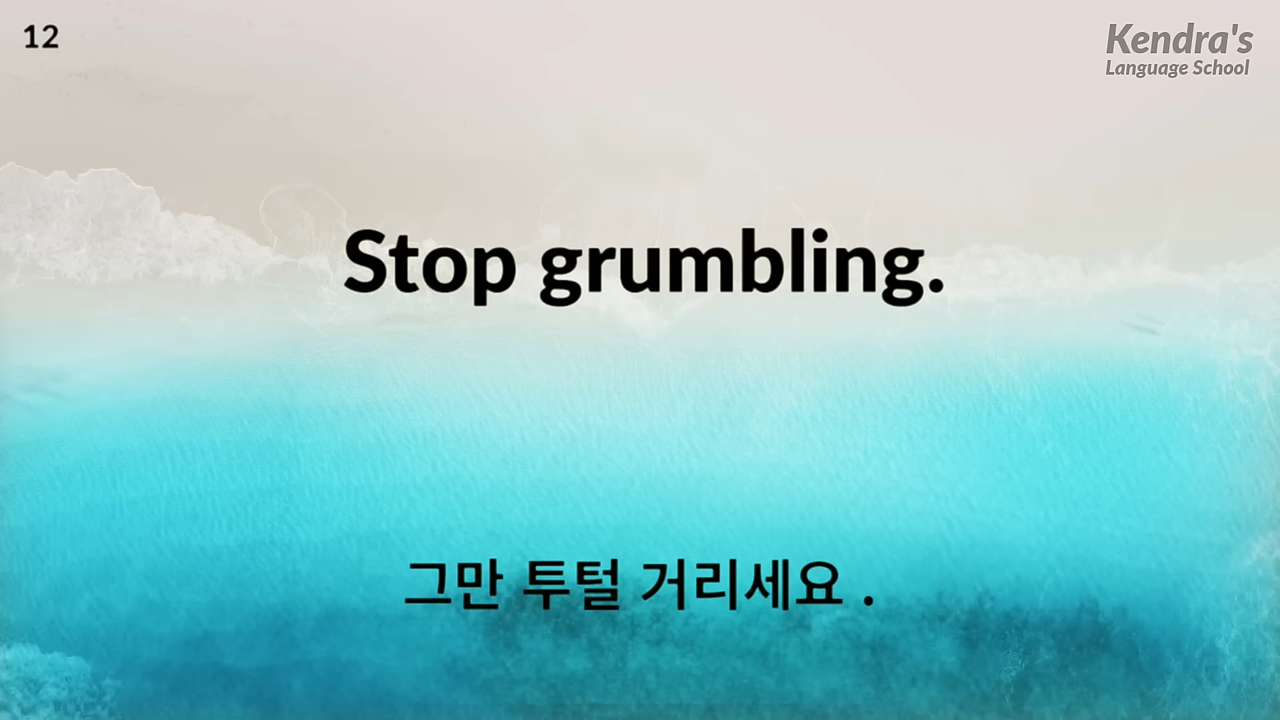 12
Kendra's
Language School
Stop grumbling.
그만 투털 거리세요 .